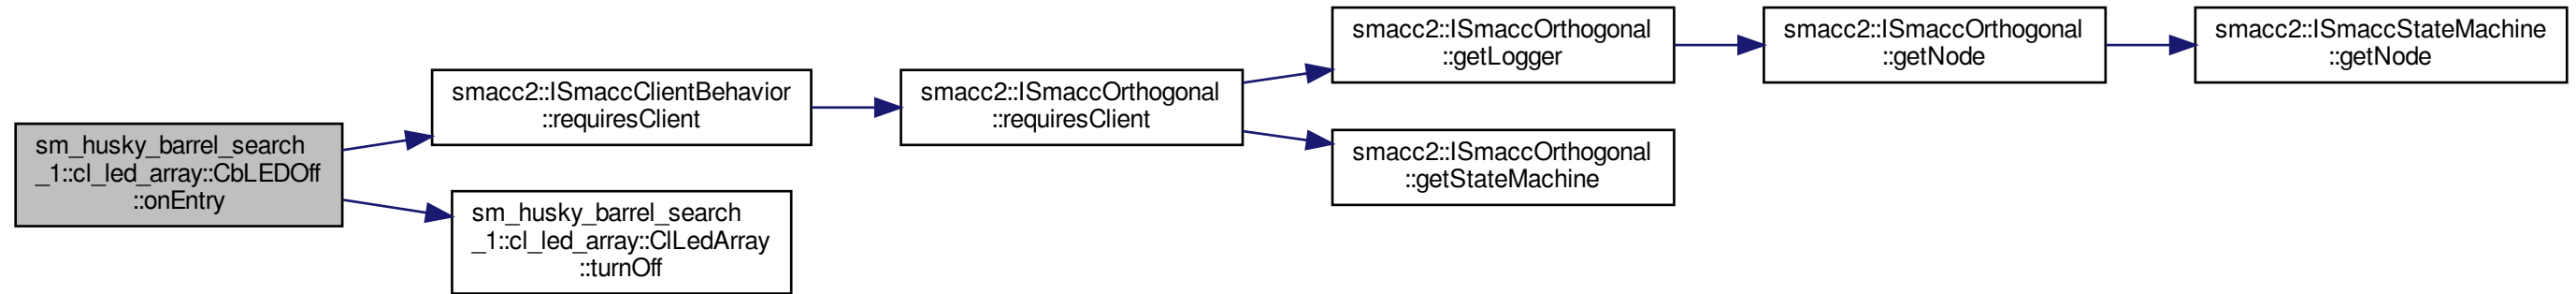 sm_husky_barrel_search
_1::cl_led_array::CbLEDOff
::onEntry
smacc2::ISmaccClientBehavior
::requiresClient
sm_husky_barrel_search
_1::cl_led_array::ClLedArray
::turnOff
smacc2::ISmaccOrthogonal
::requiresClient
smacc2::ISmaccOrthogonal
::getLogger
smacc2::ISmaccOrthogonal
::getStateMachine
smacc2::ISmaccOrthogonal
::getNode
smacc2::ISmaccStateMachine
::getNode